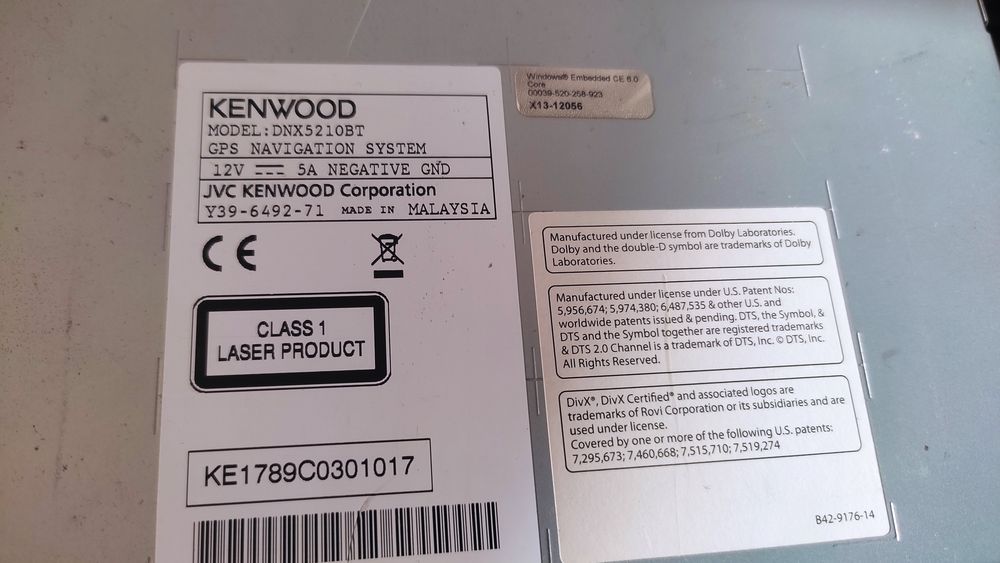 KENWOOD
MODEL:DNX5210BT
GPS NAVIGATION SYSTEM
12V 5A NEGATIVE GND
JVC KENWOOD Corporation
Y39-6492-71 MADE IN MALAYSIA
CE
CLASS 1
LASER PRODUCT
KE1789C0301017
Windows® Embedded CE 6.0
Core
00039-520-258-923
X13-12056
Manufactured under license from Dolby Laboratories.
Dolby and the double-D symbol are trademarks of Dolby
Laboratories.
Manufactured under license under U.S. Patent Nos:
5,956,674; 5,974,380; 6,487,535 & other U.S. and
worldwide patents issued & pending. DTS, the Symbol, &
DTS and the Symbol together are registered trademarks
& DTS 2.0 Channel is a trademark of DTS, Inc. © DTS, Inc.
All Rights Reserved.
DivX®, DivX Certified® and associated logos are
trademarks of Rovi Corporation or its subsidiaries and are
used under license.
Covered by one or more of the following U.S. patents:
7,295,673; 7,460,668; 7,515,710; 7,519,274
B42-9176-14